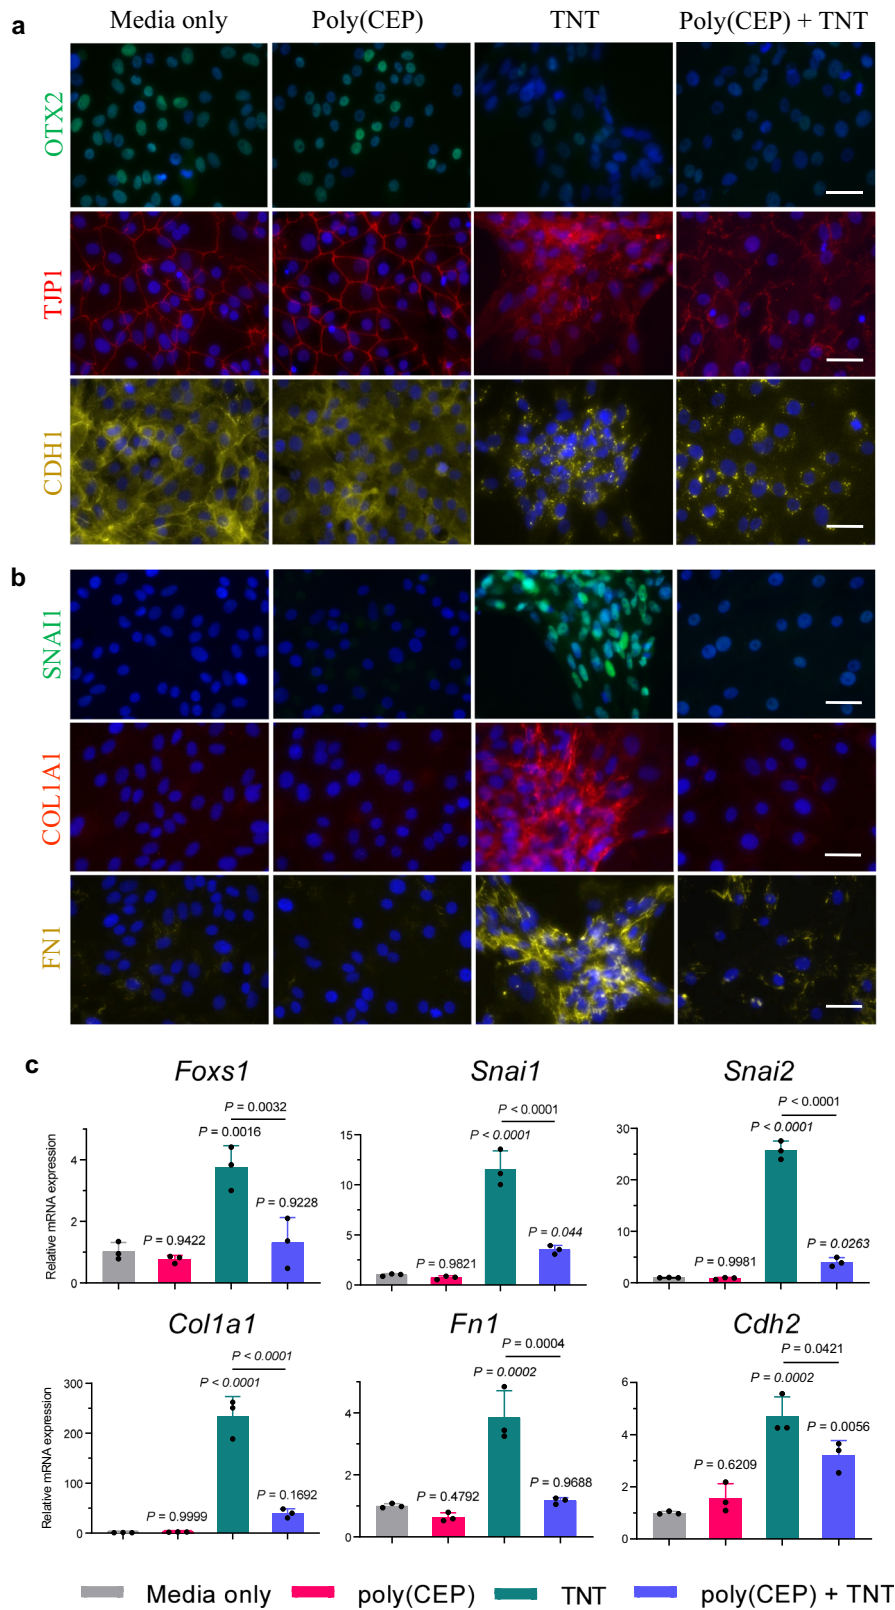 a
Media only Poly(CEP) TNT Poly(CEP) + TNT
OTX2
TJP1
CDH1
b
SNAI1
COL1A1
FN1
c
Foxs1
Relative mRNA expression
0 2 4
P = 0.9422
P = 0.0016
P = 0.0032
P = 0.9228
Snai1
0 5 10 15
P = 0.9821
P < 0.0001
P < 0.0001
P = 0.044
Snai2
0 10 20 30
P = 0.9981
P < 0.0001
P < 0.0001
P = 0.0263
Col1a1
Relative mRNA expression
0 50 100 200 300
P = 0.9999
P < 0.0001
P < 0.0001
P = 0.1692
Fn1
0 2 4
P = 0.4792
P = 0.0002
P = 0.0004
P = 0.9688
Cdh2
0 2 4 6
P = 0.6209
P = 0.0002
P = 0.0421
P = 0.0056
Media only poly(CEP) TNT poly(CEP) + TNT